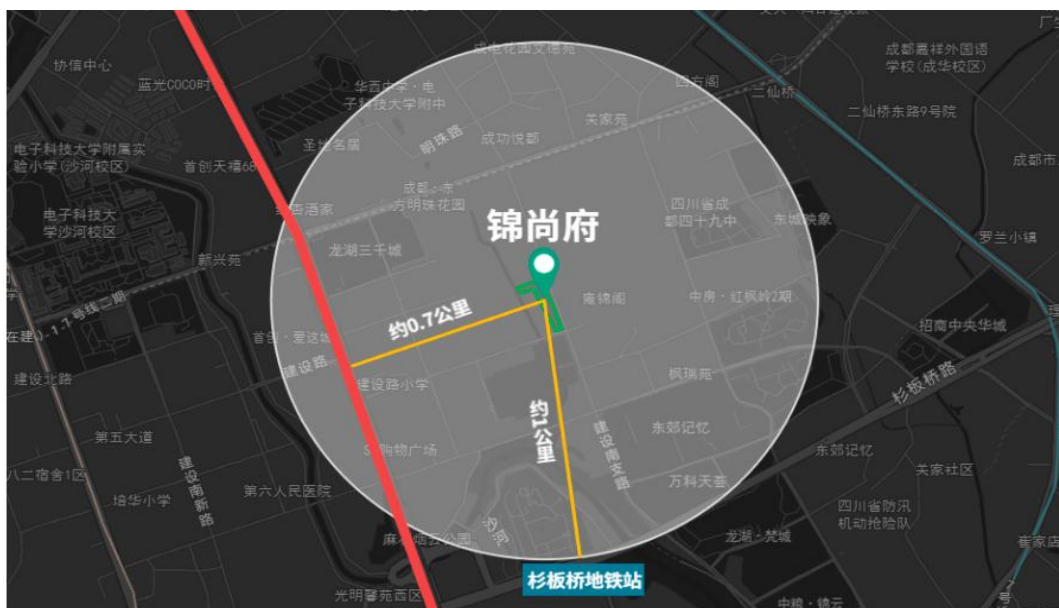 协信中心
蓝光COCO时
电子科技大学附属实
验小学(沙河校区)
首创天禧68
电子科技大
学沙河校区
新兴苑
在建
号线二期
建设北路
第五大道
八二宿舍1区
培华小学
建设南新路
第六人民医院
光明馨苑西区
成电花园文德苑
华西中学·电
子科技大学附中
圣地名居
明珠路
成功悦郡
关家苑
四方阁
方明珠花园
龙湖三千城
锦尚府
四川省成
都四十九中
东城映象
雍锦阁
中房·红枫岭2期
约0.7公里
首创·爱这城
建设路
建设路小学
枫瑞苑
约1公里
购物广场
建设南支路
东郊记忆
万科天荟
沙河
杉板桥地铁站
龙湖·梵城
中粮·锦云
成都嘉祥外国语
学校(成华校区)
二仙桥
二仙桥东路9号院
成都市
罗兰小镇
招商中央华城
杉板桥路
东郊记忆
关家社区
四川省防汛
机动抢险队
崔家店
7号